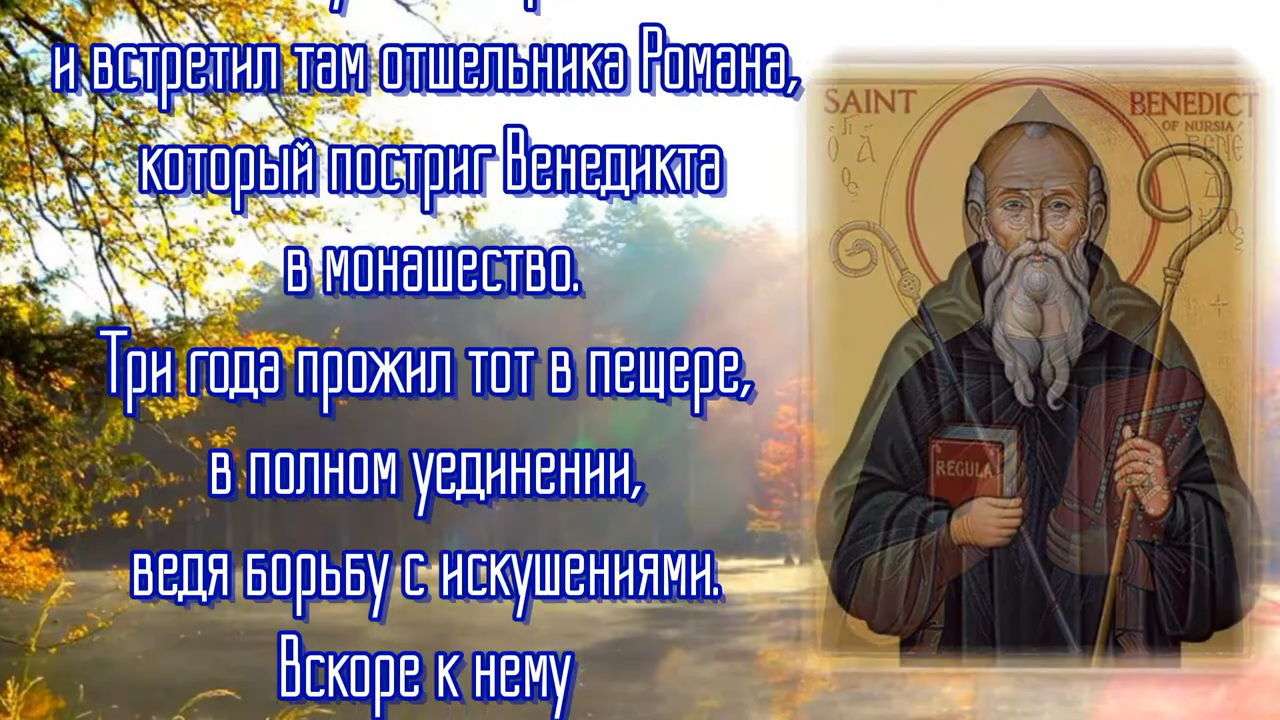 и встретил там отшельника Романа,
который постриг Венедикта
в монашество.
Три года прожил тот в пещере,
в полном уединении,
ведя борьбу с искушениями.
Вскоре к нему
SAINT
BENEDICT
OF NURSIA
REGULA